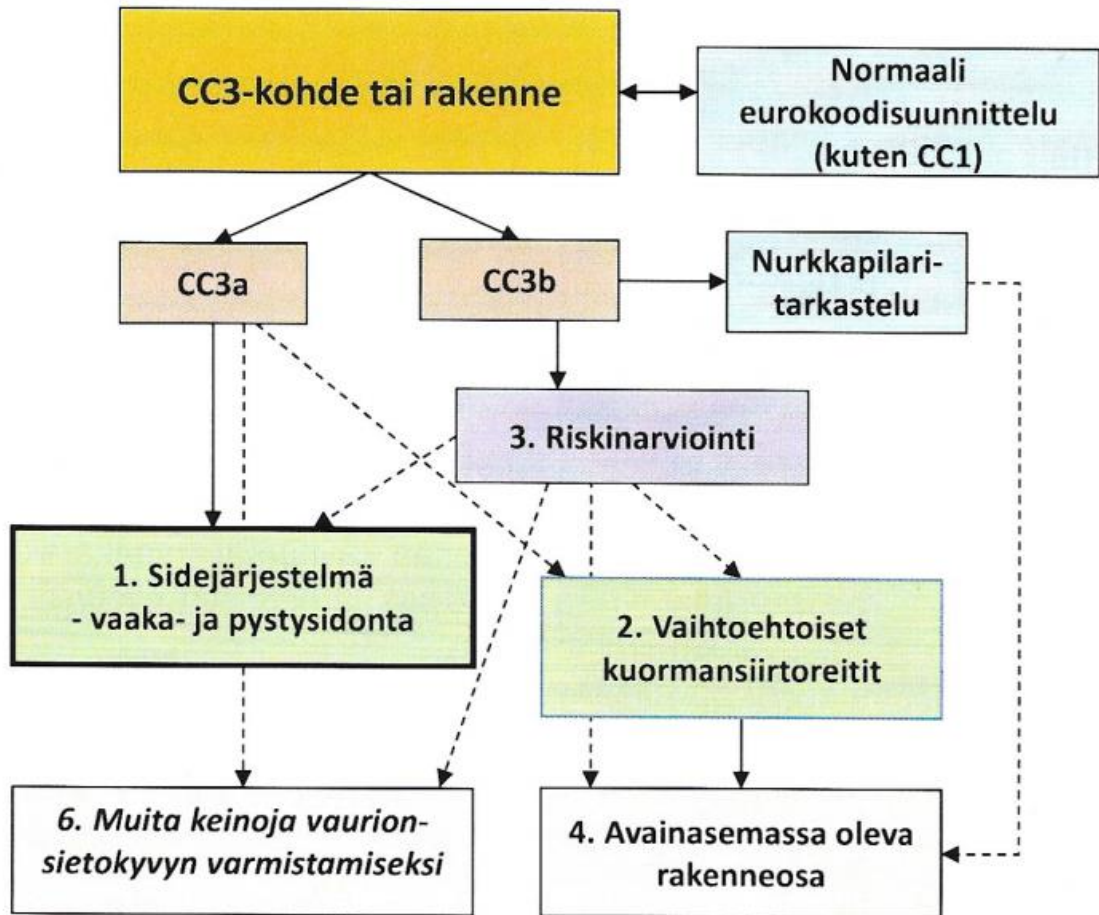 CC3-kohde tai rakenne
Normaali
eurokoodisuunnittelu
(kuten CC1)
CC3a
CC3b
Nurkkapilari-
tarkastelu
3. Riskinarviointi
1. Sidejärjestelmä
- vaaka- ja pystysidonta
2. Vaihtoehtoiset
kuormansiirtoreitit
6. Muita keinoja vaurion-
sietokyvyn varmistamiseksi
4. Avainasemassa oleva
rakenneosa